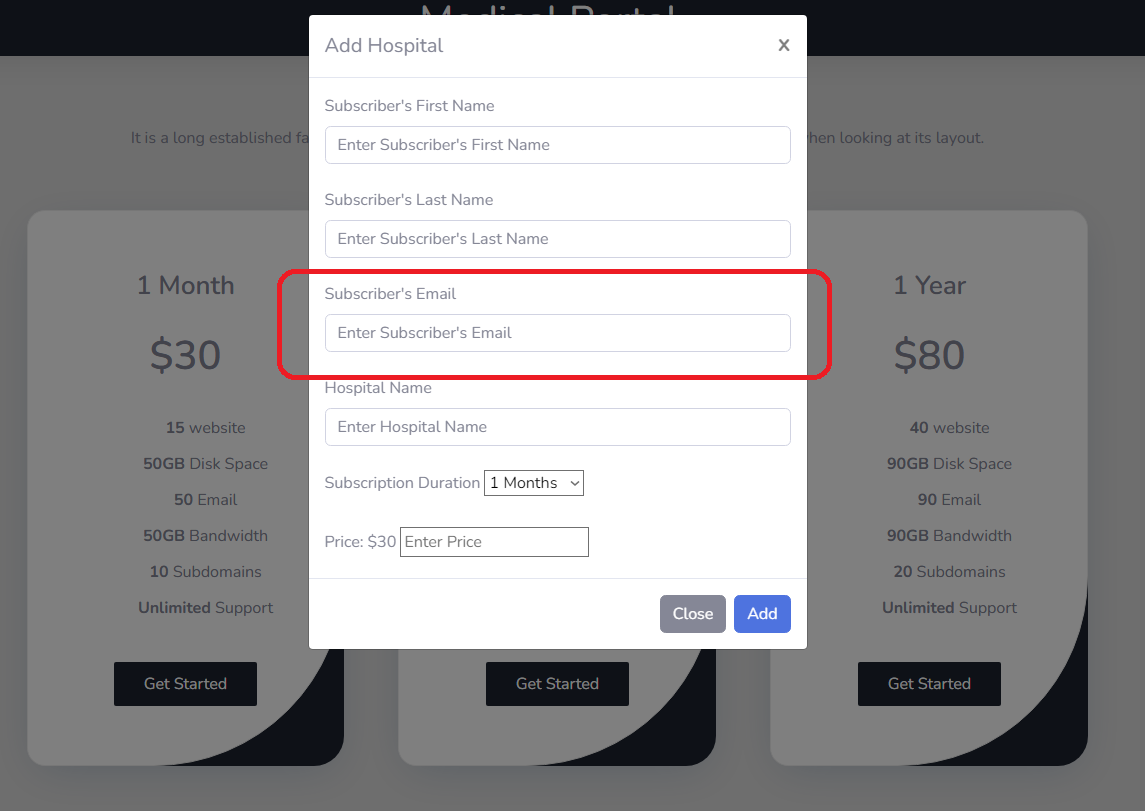 Medical Portal
Add Hospital
X
Subscriber's First Name
Enter Subscriber's First Name
It is a long established fa
hen looking at its layout.
Subscriber's Last Name
Enter Subscriber's Last Name
Subscriber's Email
Enter Subscriber's Email
Hospital Name
Enter Hospital Name
Subscription Duration 1 Months
Price: $30 Enter Price
Close Add
1 Month
$30
15 website
50GB Disk Space
50 Email
50GB Bandwidth
10 Subdomains
Unlimited Support
Get Started
Get Started
1 Year
$80
40 website
90GB Disk Space
90 Email
90GB Bandwidth
20 Subdomains
Unlimited Support
Get Started